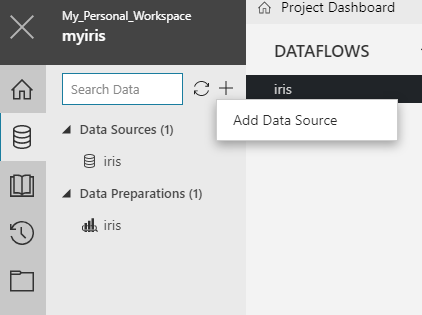 My_Personal_Workspace
myiris
Project Dashboard
DATAFLOWS
iris
Search Data
Add Data Source
Data Sources (1)
iris
Data Preparations (1)
iris